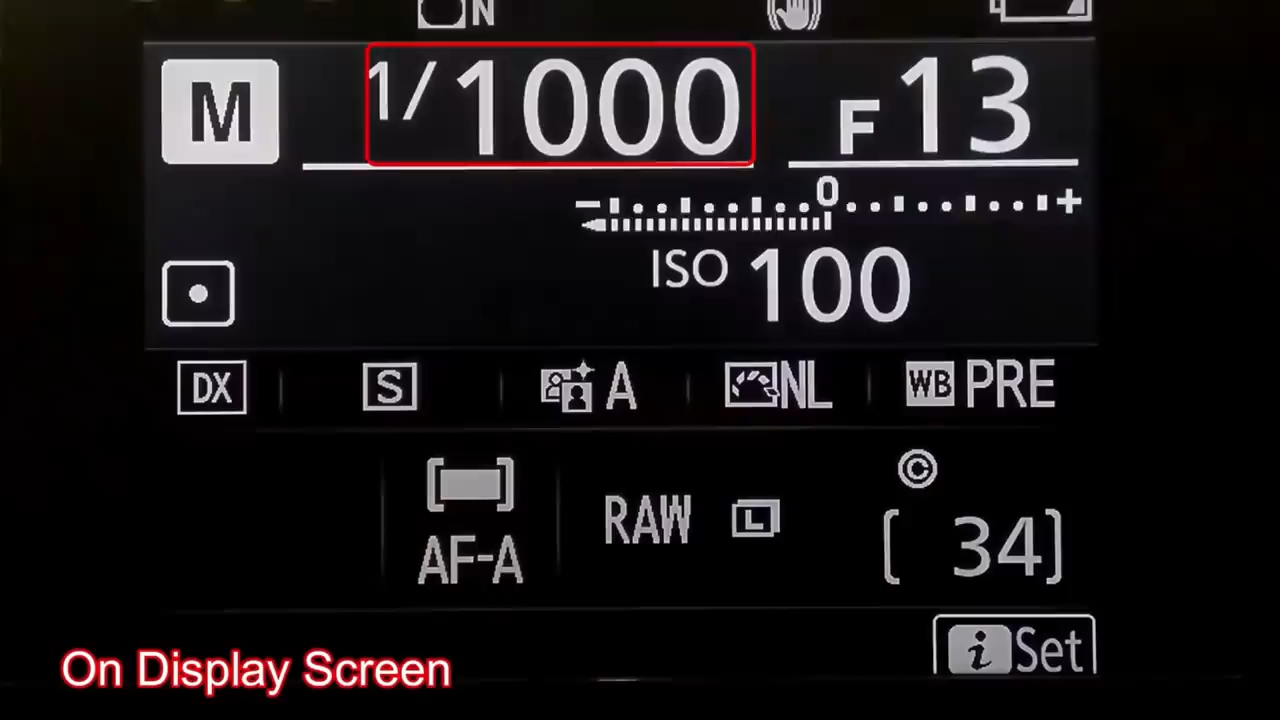 N
M 1/1000 F13
- 0 +
ISO 100
DX S A NL WB PRE
©
AF-A RAW L [ 34]
i Set
On Display Screen